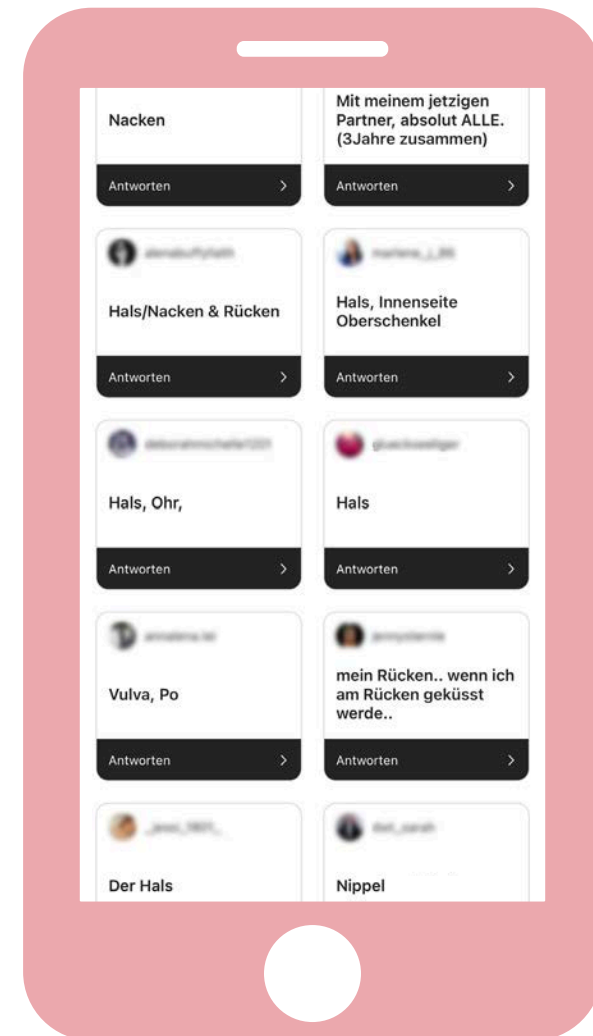 Nacken
Mit meinem jetzigen
Partner, absolut ALLE.
(3Jahre zusammen)
Antworten
Antworten
Hals/Nacken & Rücken
Hals, Innenseite
Oberschenkel
Antworten
Antworten
Hals, Ohr,
Hals
Antworten
Antworten
Vulva, Po
mein Rücken.. wenn ich
am Rücken geküsst
werde..
Antworten
Antworten
Der Hals
Nippel